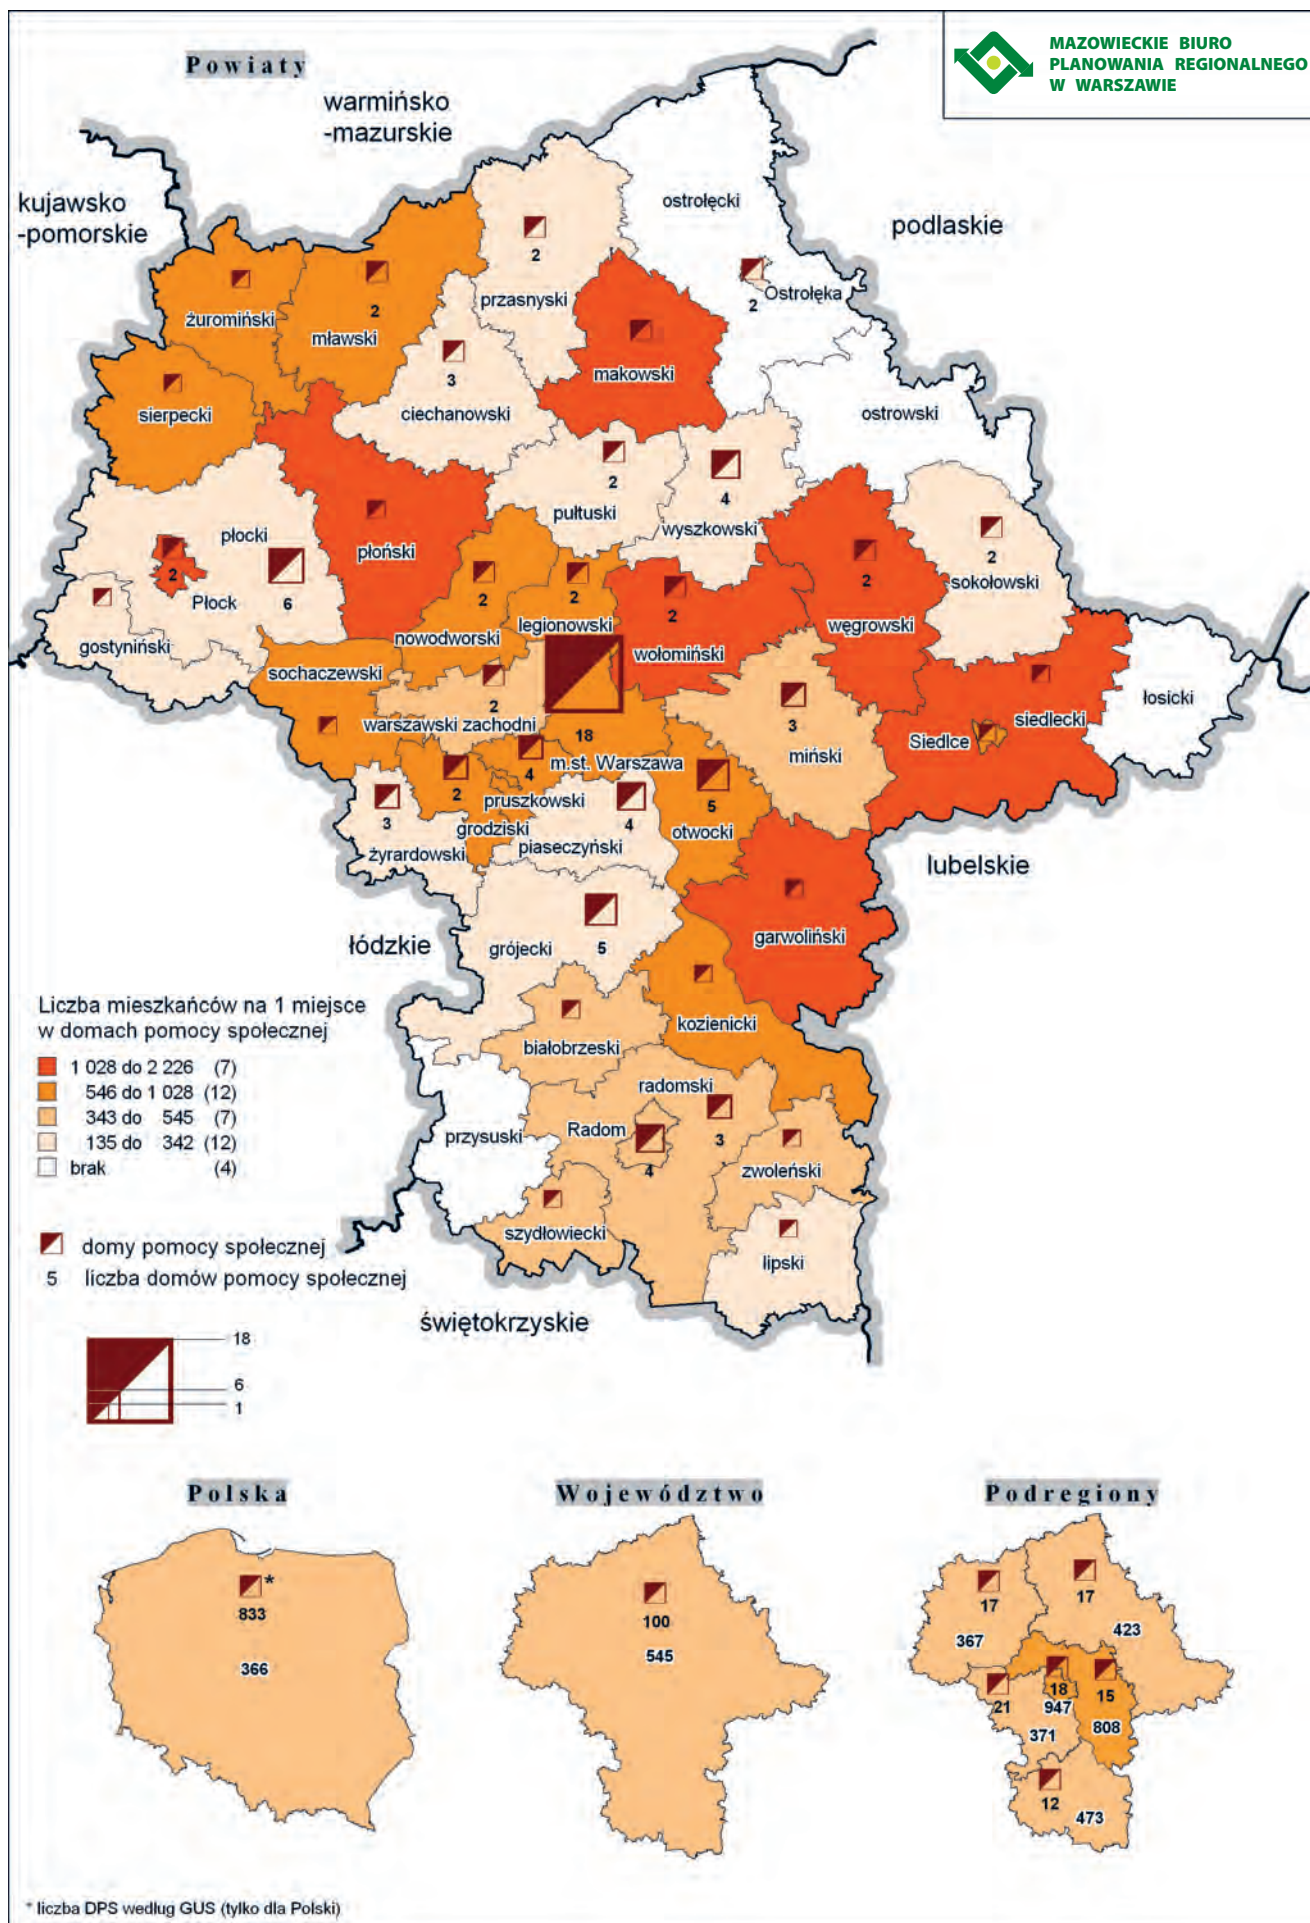 MAZOWIECKIE BIURO
PLANOWANIA REGIONALNEGO
W WARSZAWIE
Powiaty
warmińsko
-mazurskie
kujawsko
-pomorskie
podlaskie
ostrołęcki
2
przasnyski
2
Ostrołęka
żuromiński
2
mławski
makowski
3
ciechanowski
sierpecki
ostrowski
2
pułtuski
4
wyszkowski
płocki
płoński
2
Płock
6
gostyniński
2
nowodworski
2
legionowski
2
wołomiński
2
węgrowski
2
sokołowski
sochaczewski
2
warszawski zachodni
18
m.st. Warszawa
3
miński
siedlecki
Siedlce
łosicki
2
grodziski
4
pruszkowski
5
otwocki
3
żyrardowski
4
piaseczyński
lubelskie
garwoliński
5
grójecki
łódzkie
kozienicki
białobrzeski
radomski
3
Radom
4
przysuski
zwoleński
szydłowiecki
lipski
świętokrzyskie
Liczba mieszkańców na 1 miejsce
w domach pomocy społecznej
1 028 do 2 226 (7)
546 do 1 028 (12)
343 do 545 (7)
135 do 342 (12)
brak (4)
domy pomocy społecznej
5 liczba domów pomocy społecznej
18
6
1
Polska
*
833
366
Województwo
100
545
Podregiony
17
367
17
423
18
947
15
808
21
371
12
473
* liczba DPS według GUS (tylko dla Polski)